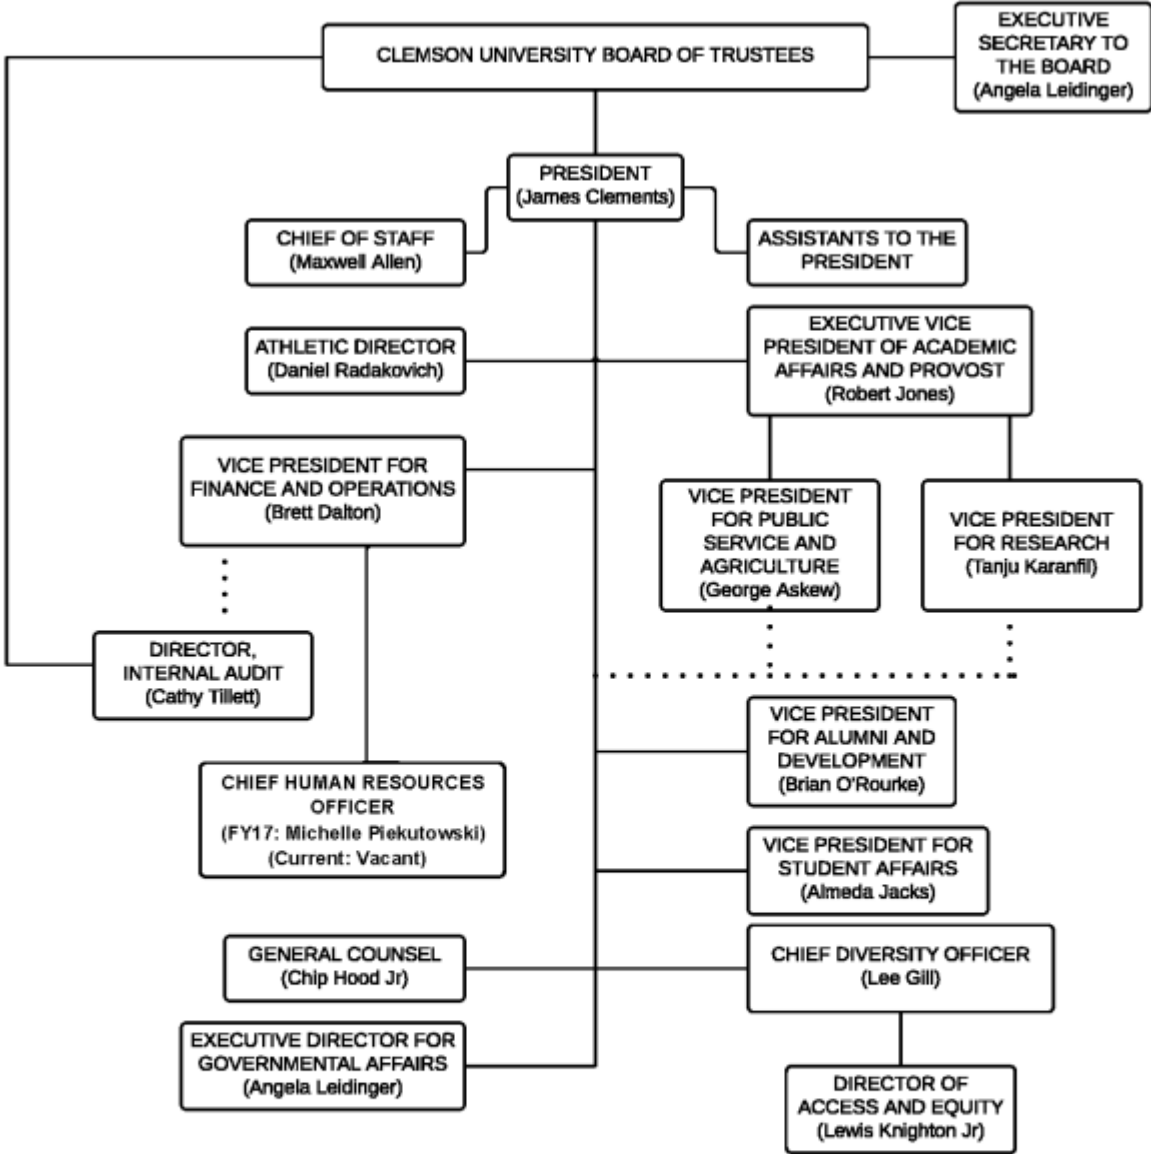 EXECUTIVE
SECRETARY TO
THE BOARD
(Angela Leidinger)
CLEMSON UNIVERSITY BOARD OF TRUSTEES
PRESIDENT
(James Clements)
CHIEF OF STAFF
(Maxwell Allen)
ASSISTANTS TO THE
PRESIDENT
ATHLETIC DIRECTOR
(Daniel Radakovich)
EXECUTIVE VICE
PRESIDENT OF ACADEMIC
AFFAIRS AND PROVOST
(Robert Jones)
VICE PRESIDENT FOR
FINANCE AND OPERATIONS
(Brett Dalton)
VICE PRESIDENT
FOR PUBLIC
SERVICE AND
AGRICULTURE
(George Askew)
VICE PRESIDENT
FOR RESEARCH
(Tanju Karanfil)
DIRECTOR,
INTERNAL AUDIT
(Cathy Tillett)
VICE PRESIDENT
FOR ALUMNI AND
DEVELOPMENT
(Brian O'Rourke)
CHIEF HUMAN RESOURCES
OFFICER
(FY17: Michelle Piekutowski)
(Current: Vacant)
VICE PRESIDENT FOR
STUDENT AFFAIRS
(Almeda Jacks)
GENERAL COUNSEL
(Chip Hood Jr)
CHIEF DIVERSITY OFFICER
(Lee Gill)
EXECUTIVE DIRECTOR FOR
GOVERNMENTAL AFFAIRS
(Angela Leidinger)
DIRECTOR OF
ACCESS AND EQUITY
(Lewis Knighton Jr)